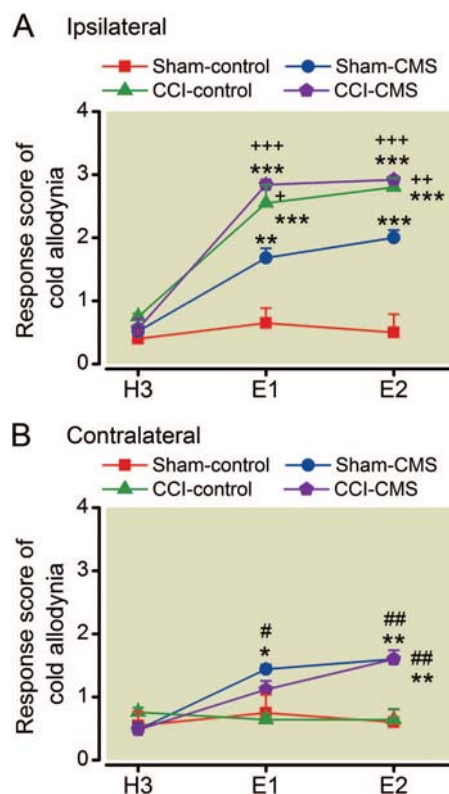 A Ipsilateral
Sham-control Sham-CMS
CCI-control CCI-CMS
Response score of
cold allodynia
4
3
2
1
0
+++ +++
*** *** ++
+ ***
***
** ***
H3 E1 E2
B Contralateral
Sham-control Sham-CMS
CCI-control CCI-CMS
Response score of
cold allodynia
4
3
2
1
0
# ##
* ** ##
**
H3 E1 E2